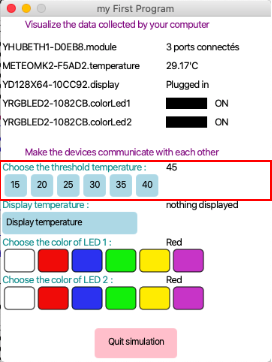 my First Program
Visualize the data collected by your computer
YHUBETH1-D0EB8.module 3 ports connectés
METEOMK2-F5AD2.temperature 29.17'C
YD128X64-10CC92.display Plugged in
YRGBLED2-1082CB.colorLed1 ON
YRGBLED2-1082CB.colorLed2 ON
Make the devices communicate with each other
Choose the threshold temperature : 45
15 20 25 30 35 40
Display temperature : nothing displayed
Display temperature
Choose the color of LED 1 : Red
Choose the color of LED 2 : Red
Quit simulation